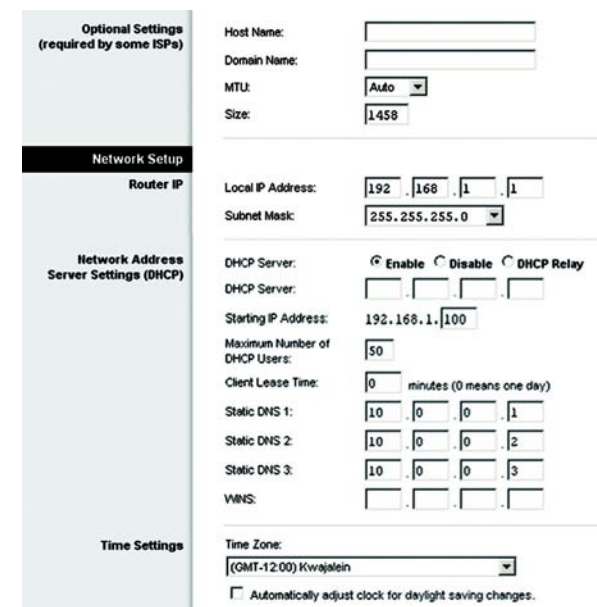 Optional Settings
(required by some ISPs)
Host Name:
Domain Name:
MTU: Auto
Size: 1458
Network Setup
Router IP
Local IP Address: 192 . 168 . 1 . 1
Subnet Mask: 255.255.255.0
Network Address
Server Settings (DHCP)
DHCP Server: Enable Disable DHCP Relay
DHCP Server: . . .
Starting IP Address: 192.168.1. 100
Maximum Number of
DHCP Users: 50
Client Lease Time: 0 minutes (0 means one day)
Static DNS 1: 10 . 0 . 0 . 1
Static DNS 2: 10 . 0 . 0 . 2
Static DNS 3: 10 . 0 . 0 . 3
WINS: . . .
Time Settings
Time Zone:
(GMT-12:00) Kwajalein
Automatically adjust clock for daylight saving changes.